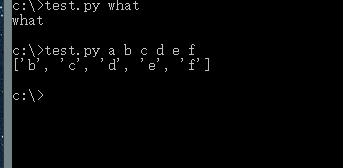 c:\>test.py what
what
c:\>test.py a b c d e f
['b', 'c', 'd', 'e', 'f']
c:\>